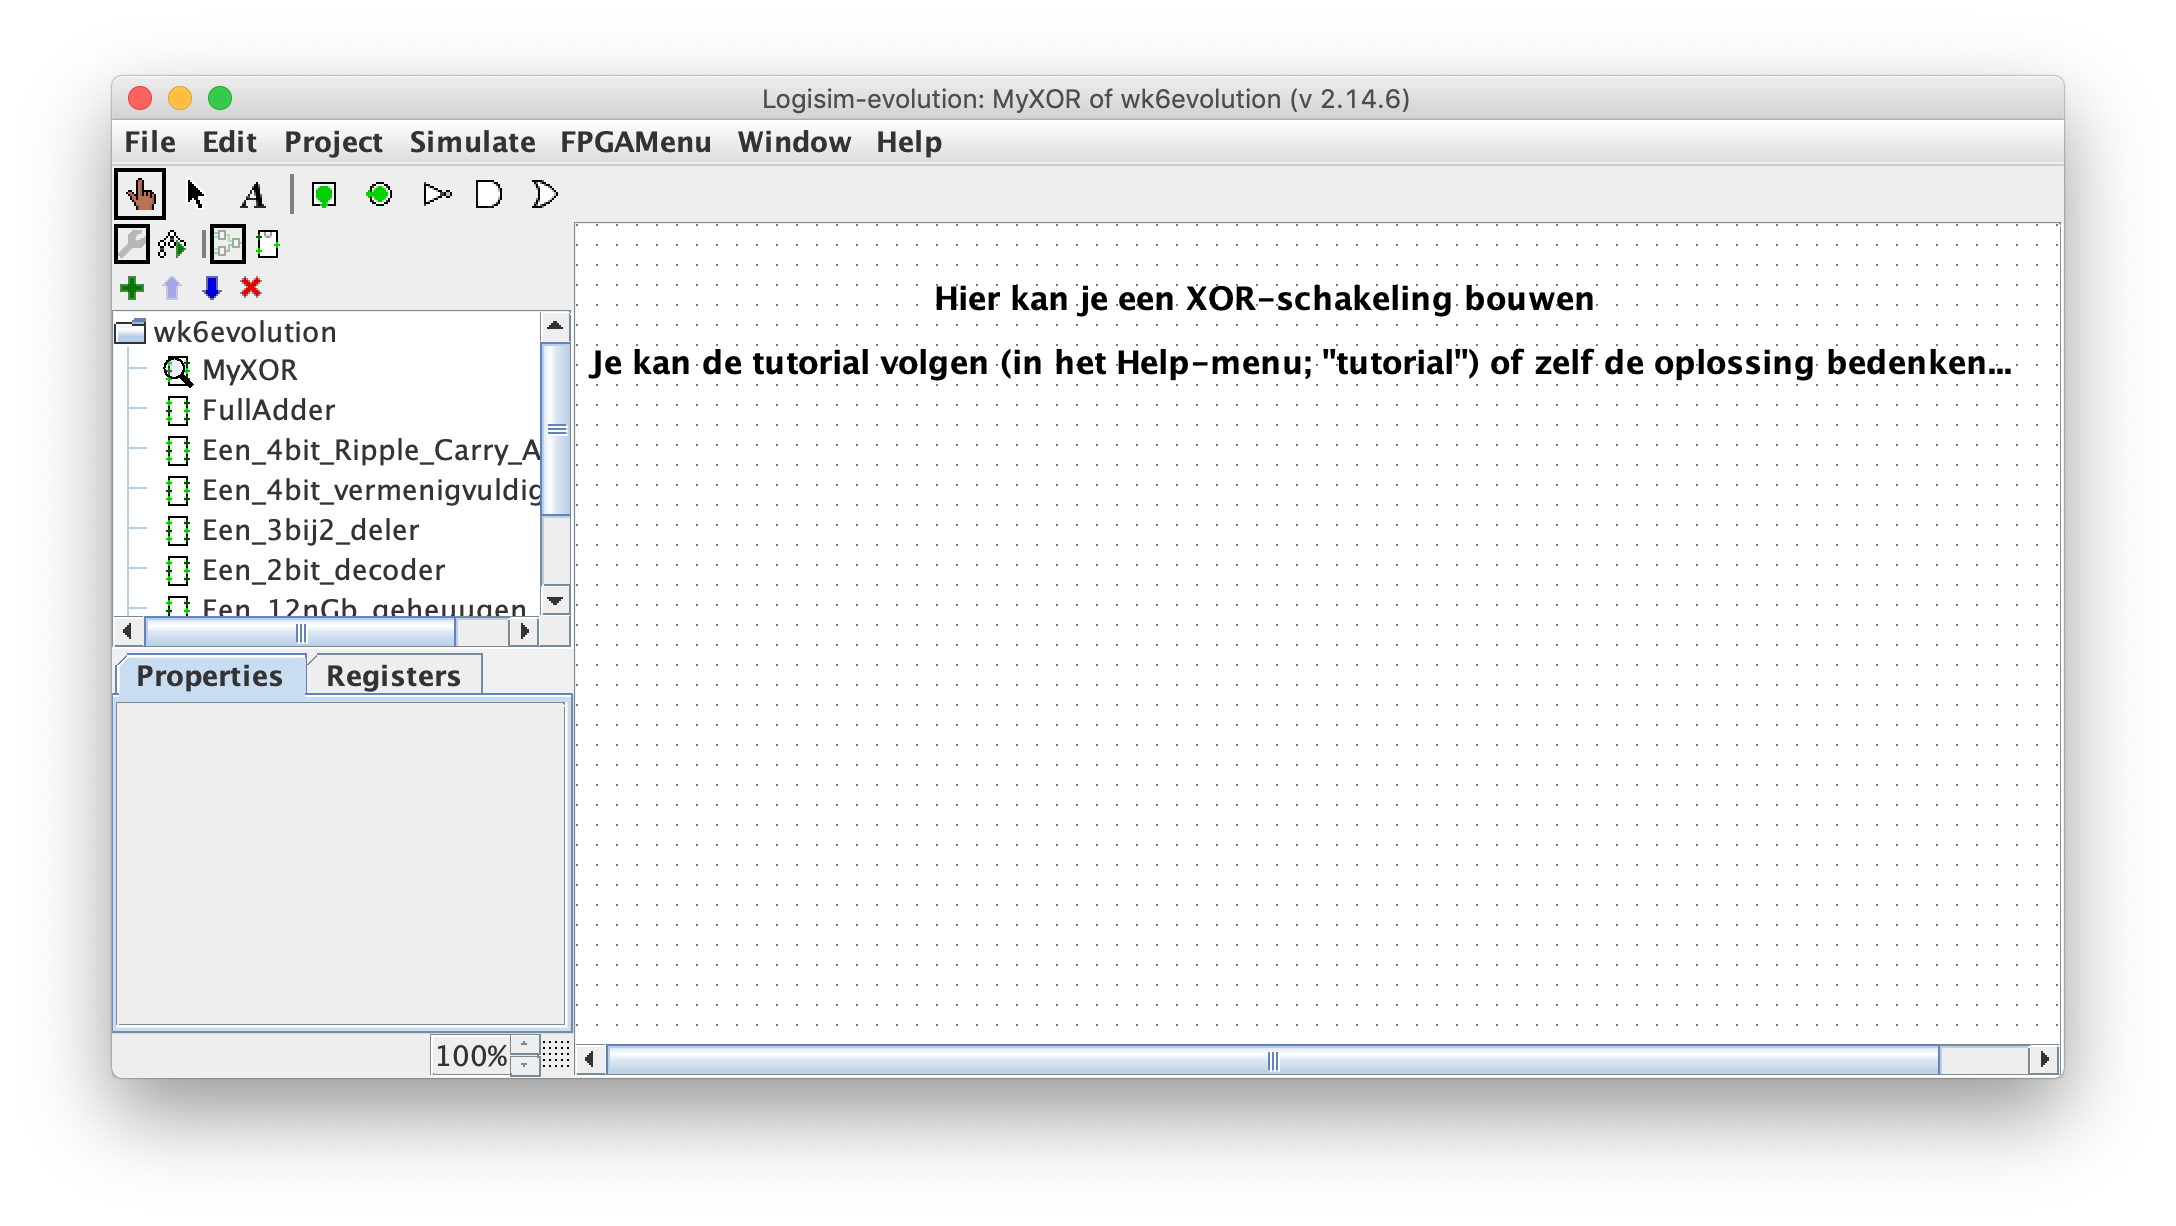 Logisim-evolution: MyXOR of wk6evolution (v 2.14.6)
File Edit Project Simulate FPGAMenu Window Help
A
wk6evolution
MyXOR
FullAdder
Een_4bit_Ripple_Carry_A
Een_4bit_vermenigvuldig
Een_3bij2_deler
Een_2bit_decoder
Properties Registers
100%
Hier kan je een XOR-schakeling bouwen
Je kan de tutorial volgen (in het Help-menu; "tutorial") of zelf de oplossing bedenken...